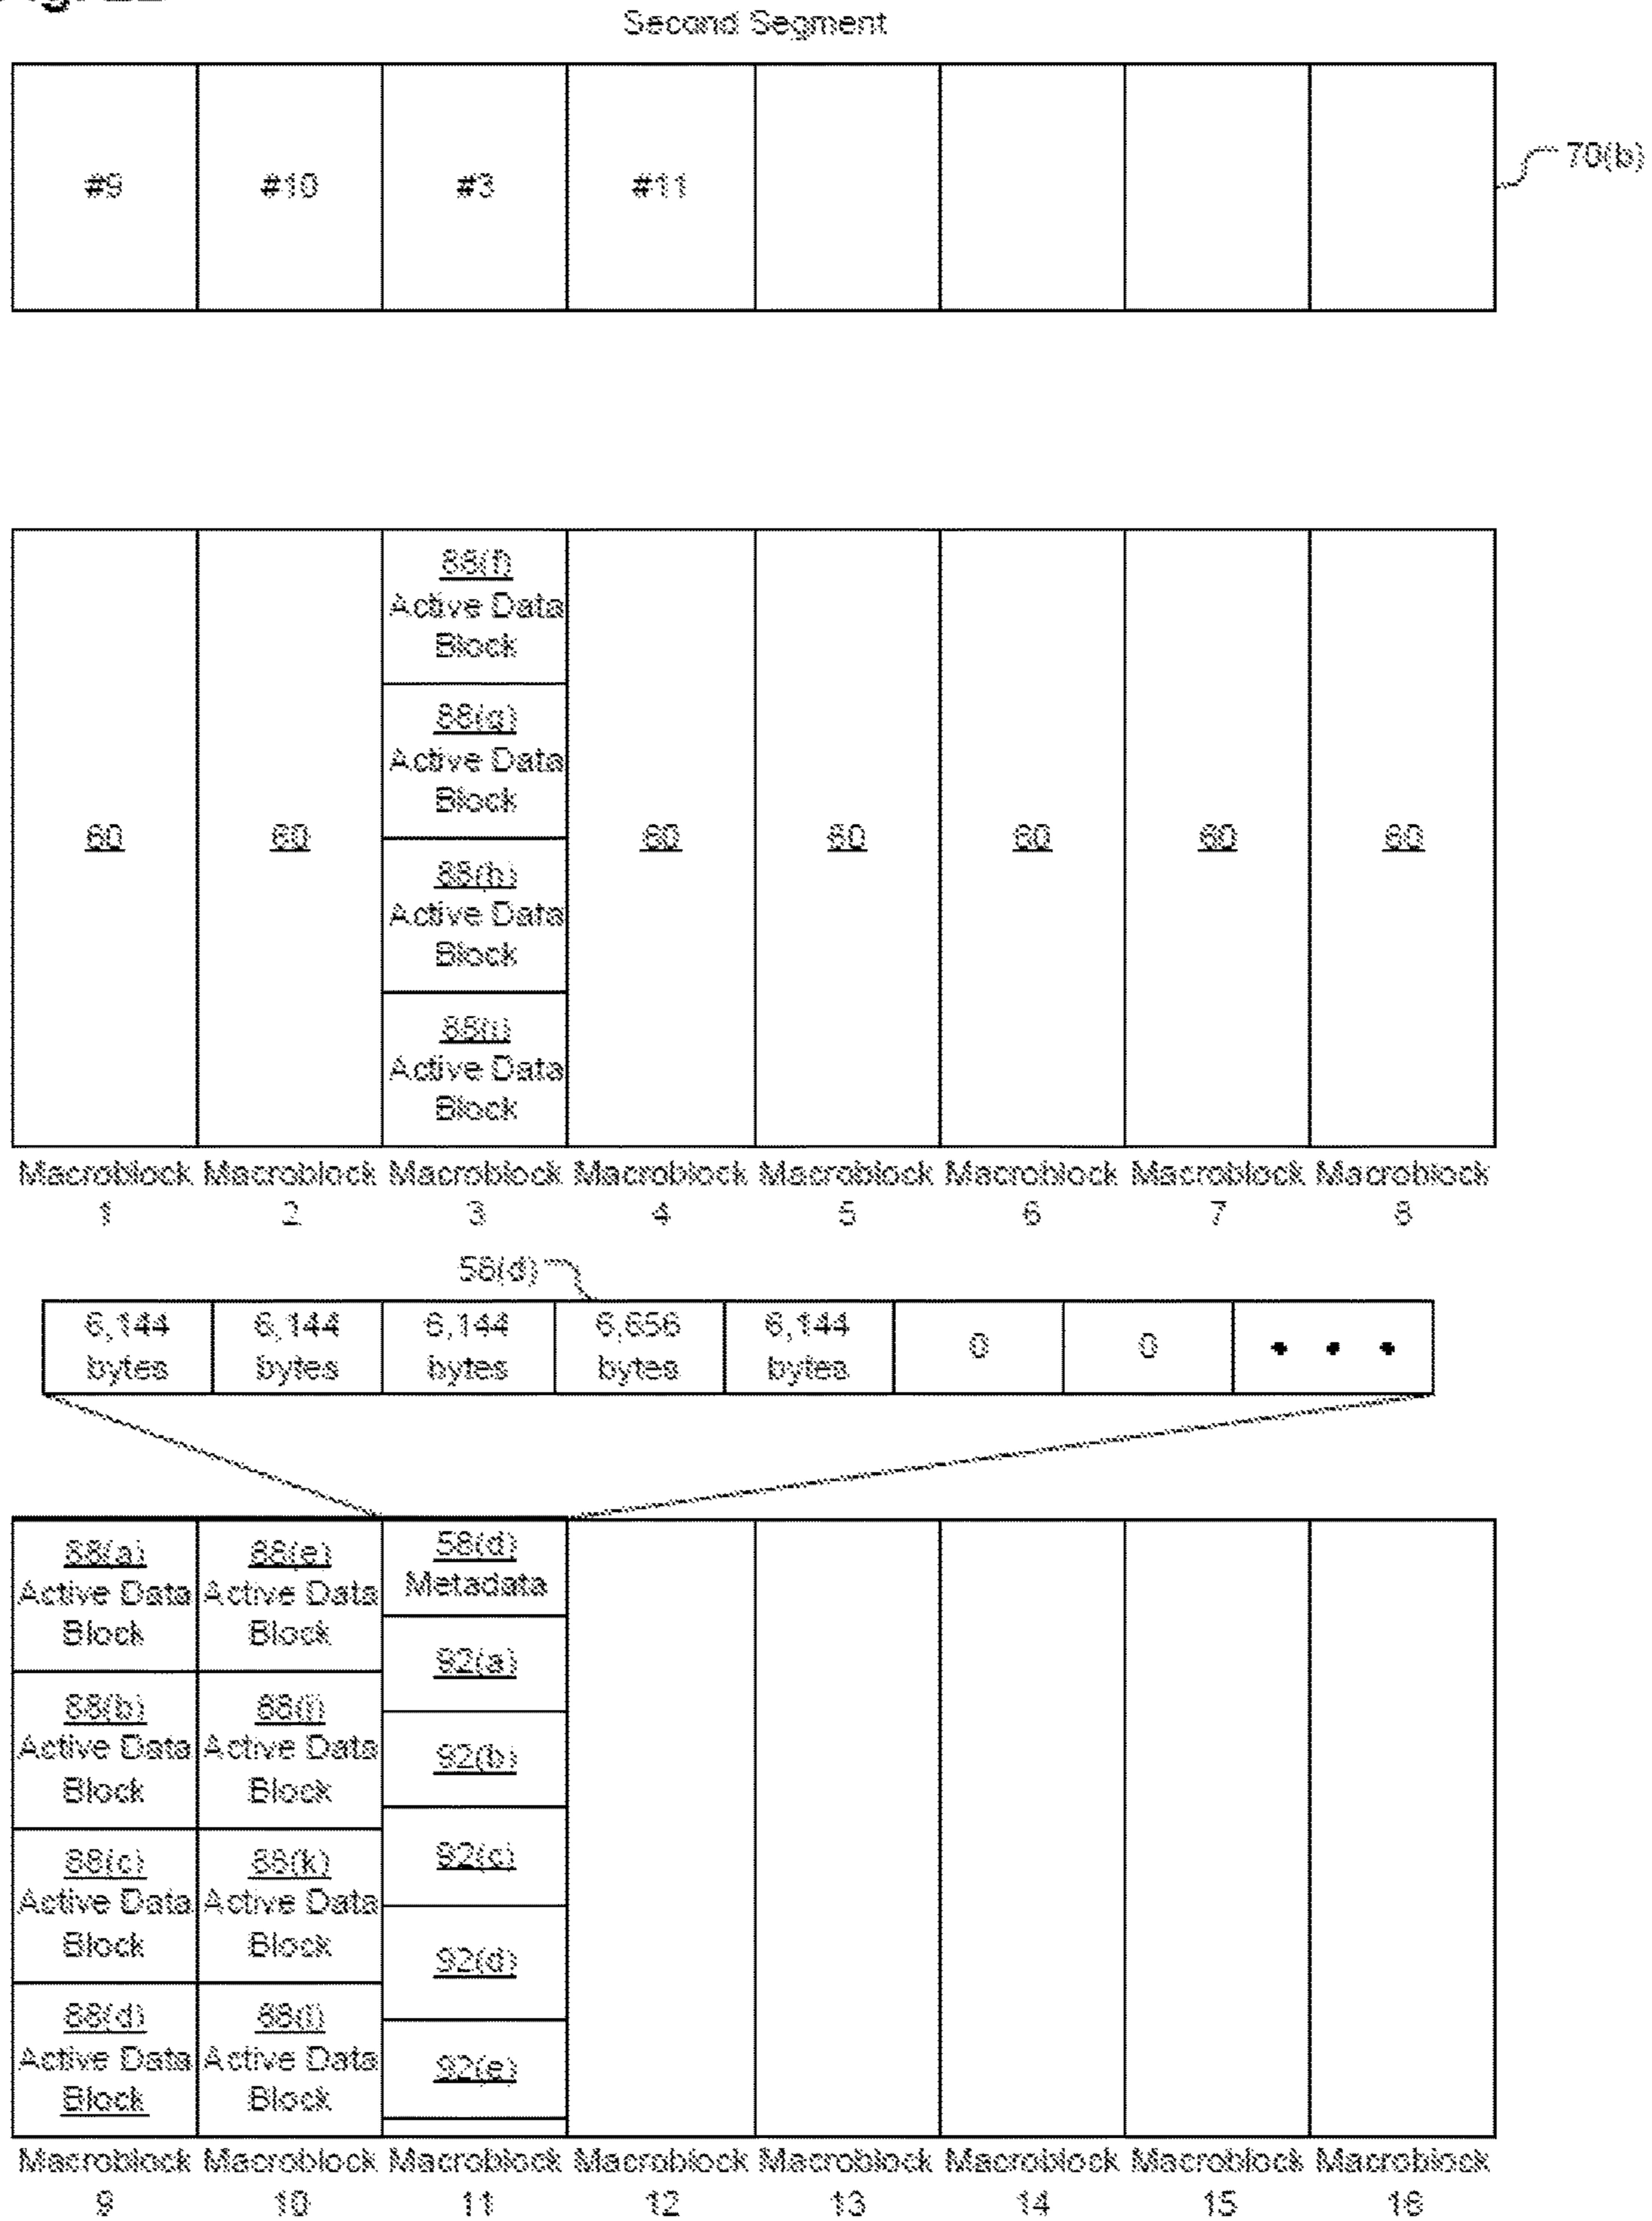 Second Segment
70(b)
#9 #10 #3 #11
88(f)
Active Data
Block
88(g)
Active Data
Block
60 60 60 60 60 60 60
88(h)
Active Data
Block
88(i)
Active Data
Block
Macroblock Macroblock Macroblock Macroblock Macroblock Macroblock Macroblock Macroblock
1 2 3 4 5 6 7 8
58(d)
6,144 6,144 6,144 6,656 6,144
bytes bytes bytes bytes bytes
0 0 • • •
88(a)
Active Data
Block
88(b)
Active Data
Block
88(c)
Active Data
Block
88(d)
Active Data
Block
88(e)
Active Data
Block
88(j)
Active Data
Block
88(k)
Active Data
Block
88(l)
Active Data
Block
58(d)
Metadata
92(a)
92(b)
92(c)
92(d)
92(e)
Macroblock Macroblock Macroblock Macroblock Macroblock Macroblock Macroblock Macroblock
9 10 11 12 13 14 15 16